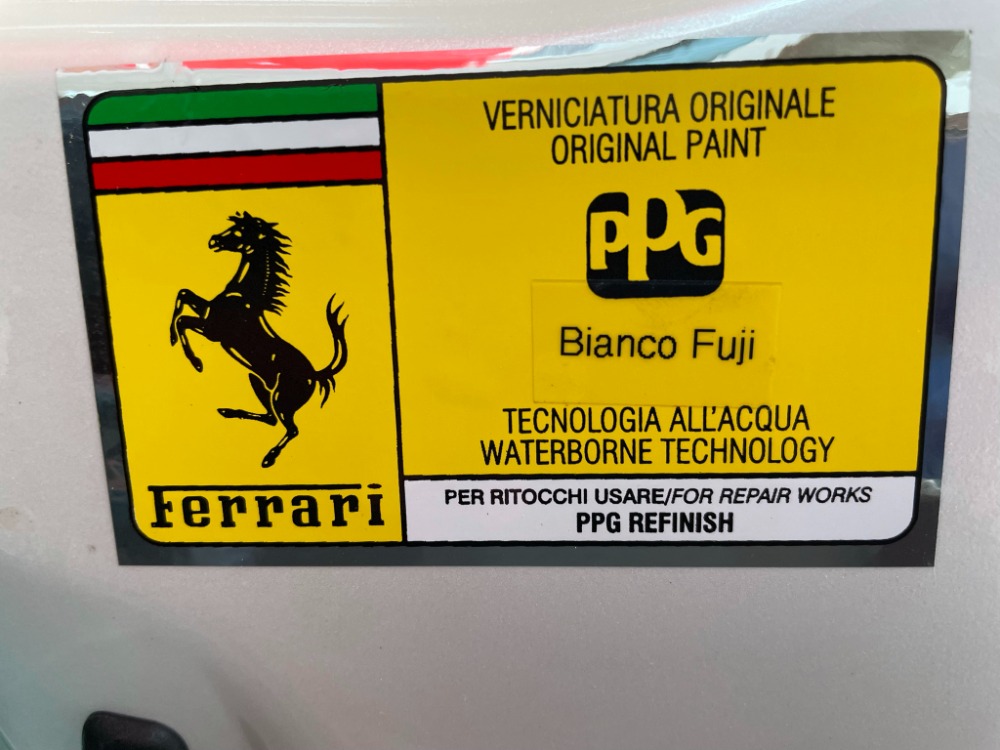 VERNICIATURA ORIGINALE
ORIGINAL PAINT
PPG
Bianco Fuji
TECNOLOGIA ALL'ACQUA
WATERBORNE TECHNOLOGY
Ferrari
PER RITOCCHI USARE/FOR REPAIR WORKS
PPG REFINISH